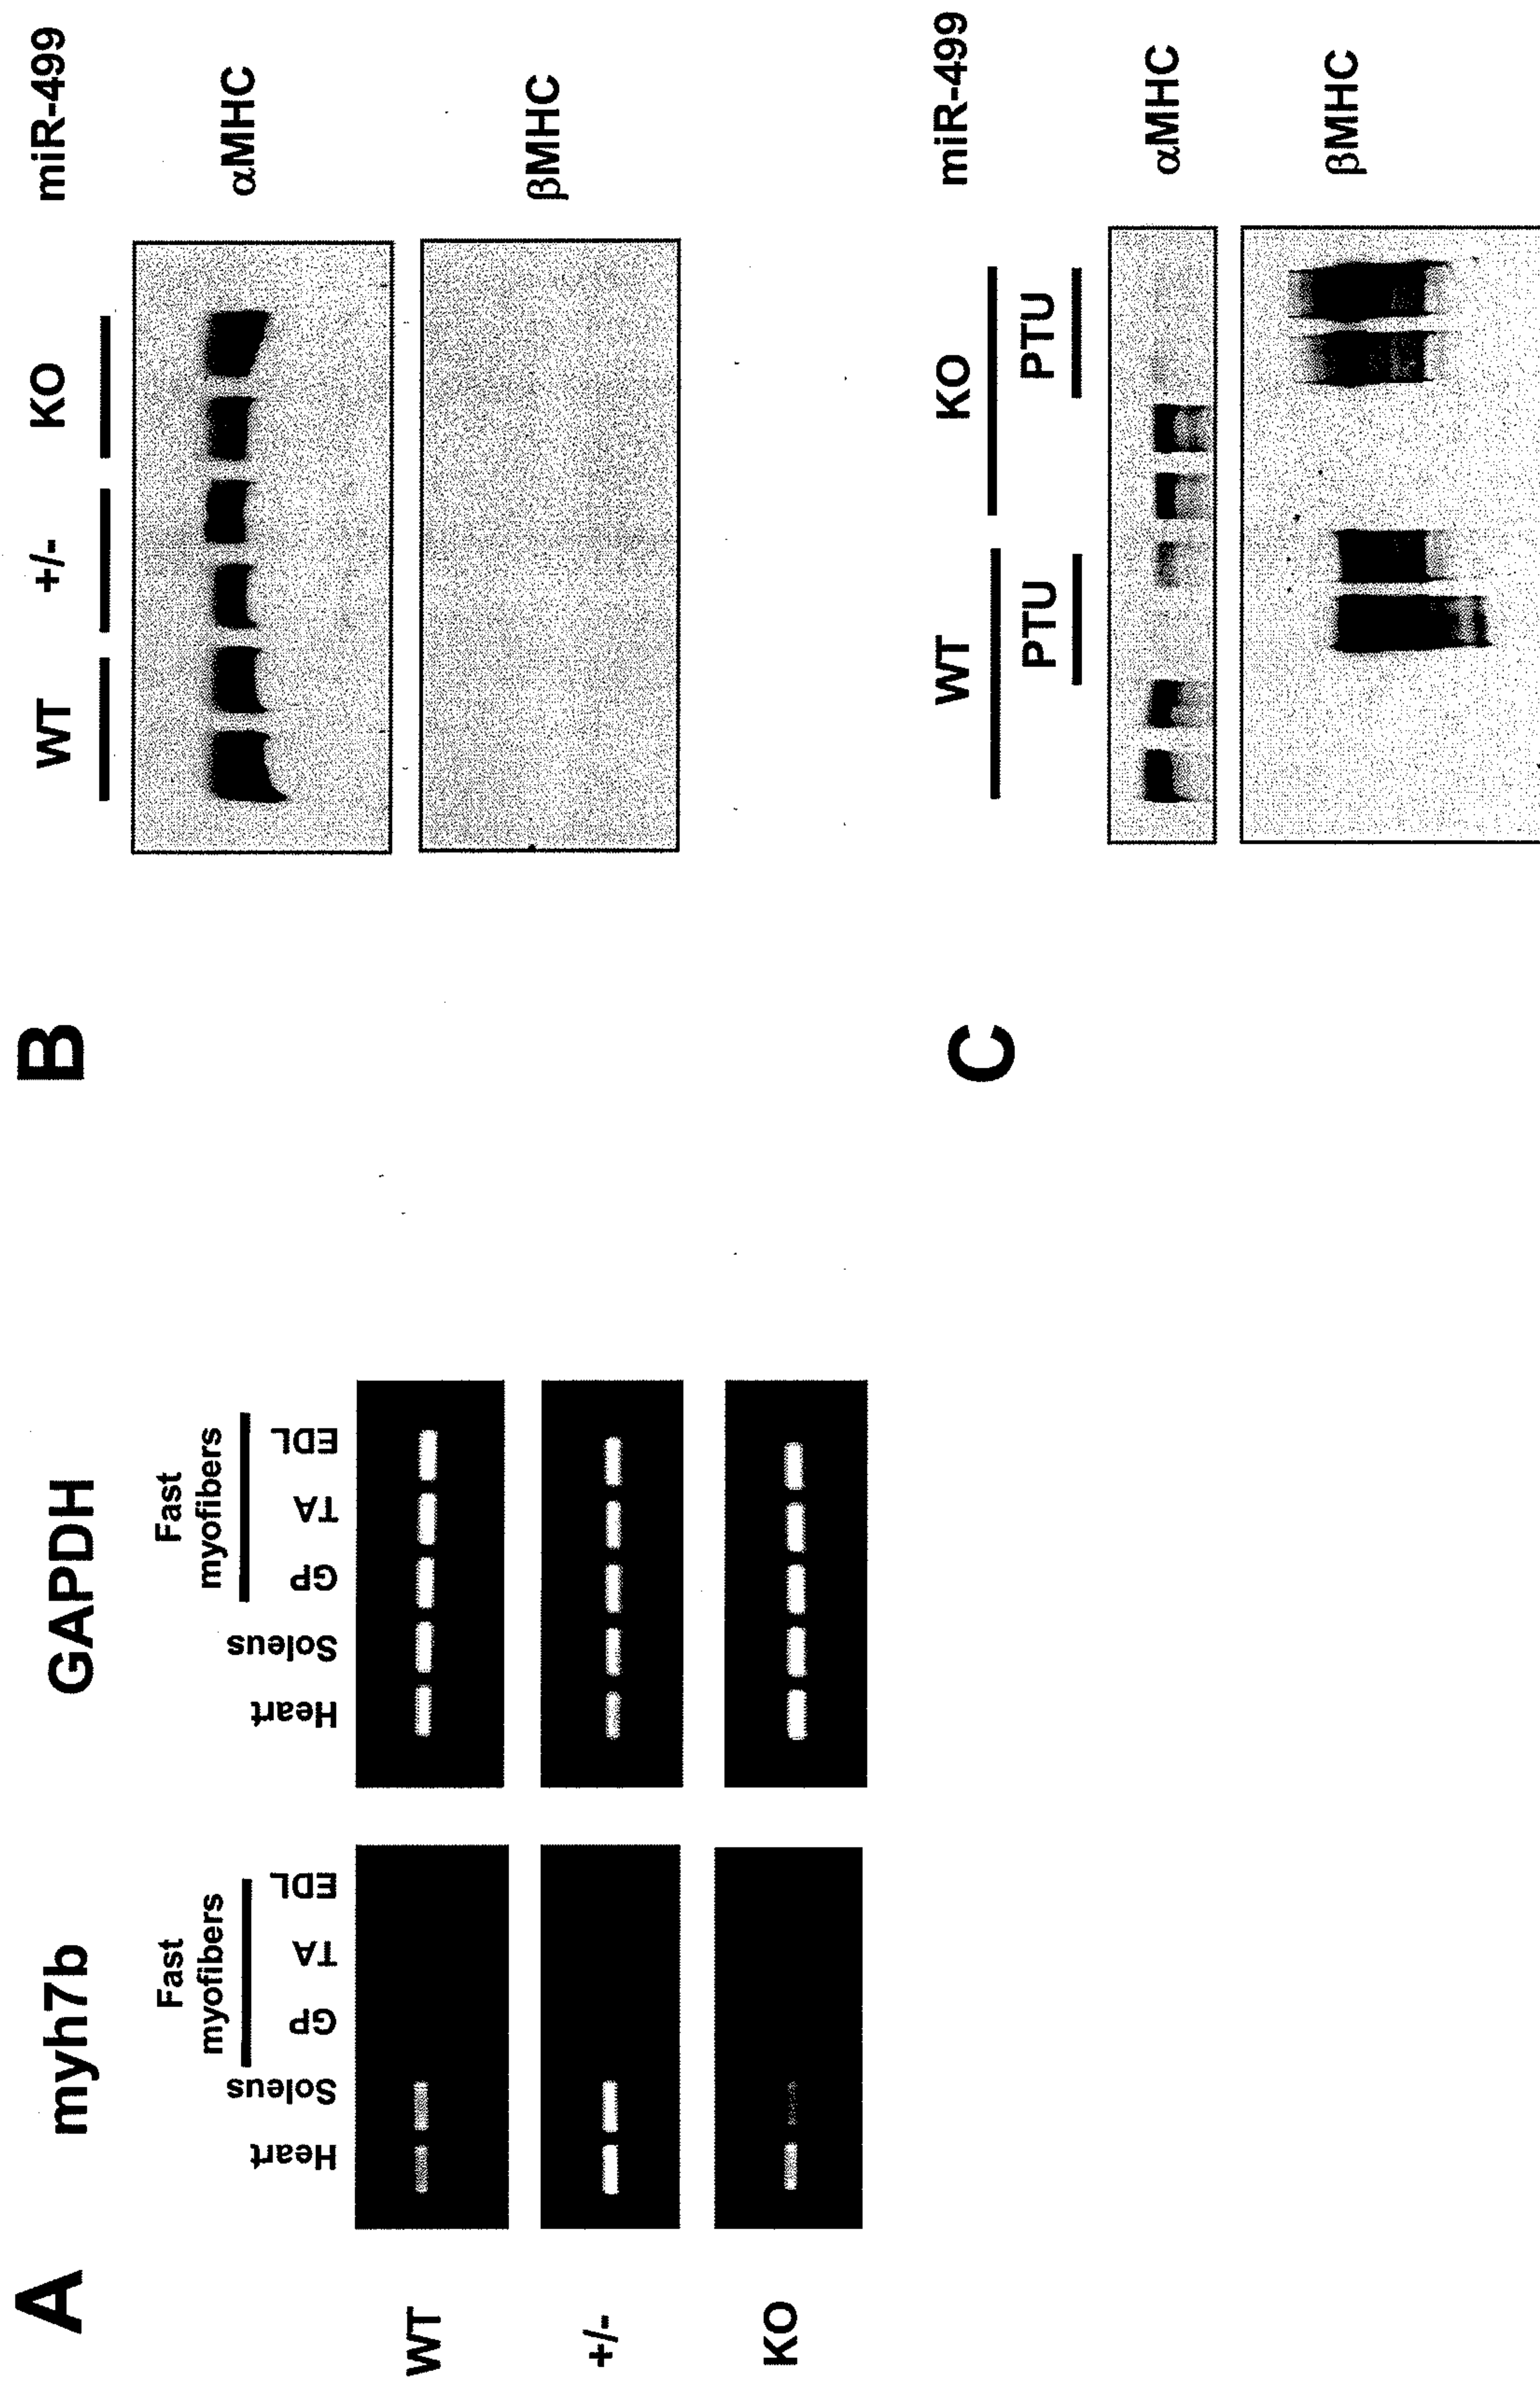 A
myh7b
GAPDH
Fast
myofibers
Fast
myofibers
Heart
Soleus
GP
TA
EDL
Heart
Soleus
GP
TA
EDL
WT
+/-
KO
B
WT
+/-
KO
miR-499
αMHC
βMHC
C
WT
KO
miR-499
PTU
PTU
αMHC
βMHC